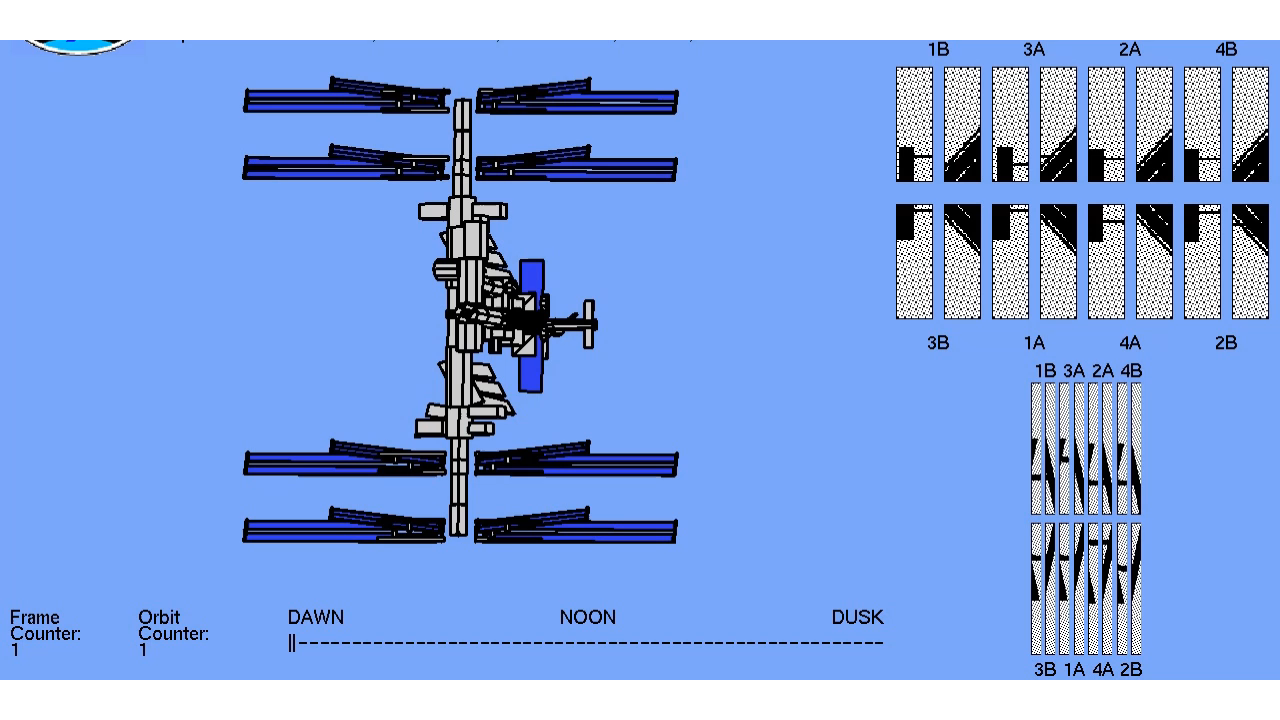 1B 3A 2A 4B
3B 1A 4A 2B
1B 3A 2A 4B
3B 1A 4A 2B
Frame
Counter:
1
Orbit
Counter:
1
DAWN NOON DUSK